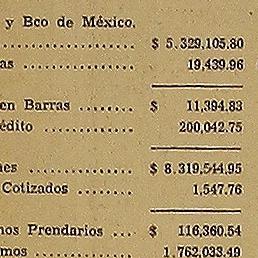 y Bco de México.
.................. $ 5.329,105.80
as ............... 19,439.96
en Barras ........ $ 11,394.83
édito ............. 200,042.75
nes ............... $ 8.319,544.95
Cotizados ........ 1,547.76
nos Prendarios .... $ 116,360.54
mos ............... 1,762,033.49